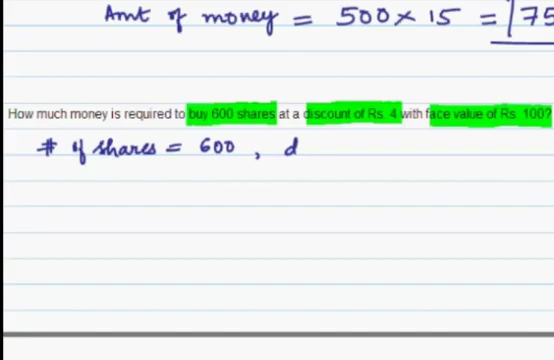 Amt of money = 500 × 15 = 75
How much money is required to buy 600 shares at a discount of Rs. 4 with face value of Rs. 100?
# of shares = 600 , d